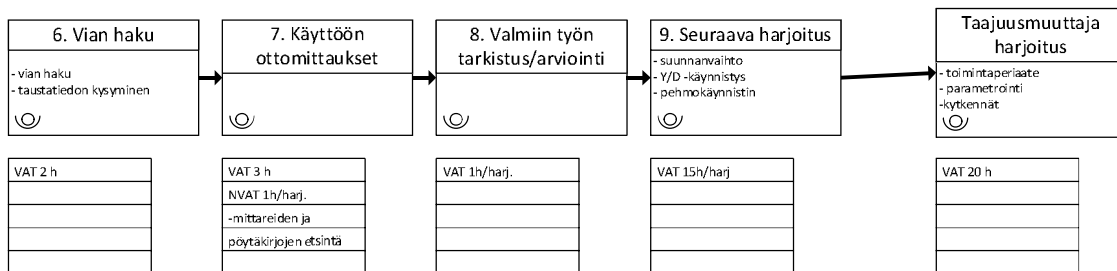 6. Vian haku
- vian haku
- taustatiedon kysyminen
7. Käyttöön
ottomittaukset
8. Valmiin työn
tarkistus/arviointi
9. Seuraava harjoitus
- suunnanvaihto
- Y/D -käynnistys
- pehmokäynnistin
Taajuusmuuttaja
harjoitus
- toimintaperiaate
- parametrointi
-kytkennät
VAT 2 h
VAT 3 h
NVAT 1h/harj.
-mittareiden ja
pöytäkirjojen etsintä
VAT 1h/harj.
VAT 15h/harj
VAT 20 h